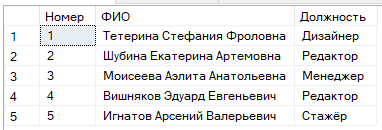 Номер ФИО Должность
1 1 Тетерина Стефания Фроловна Дизайнер
2 2 Шубина Екатерина Артемовна Редактор
3 3 Моисеева Аэлита Анатольевна Менеджер
4 4 Вишняков Эдуард Евгеньевич Редактор
5 5 Игнатов Арсений Валерьевич Стажёр